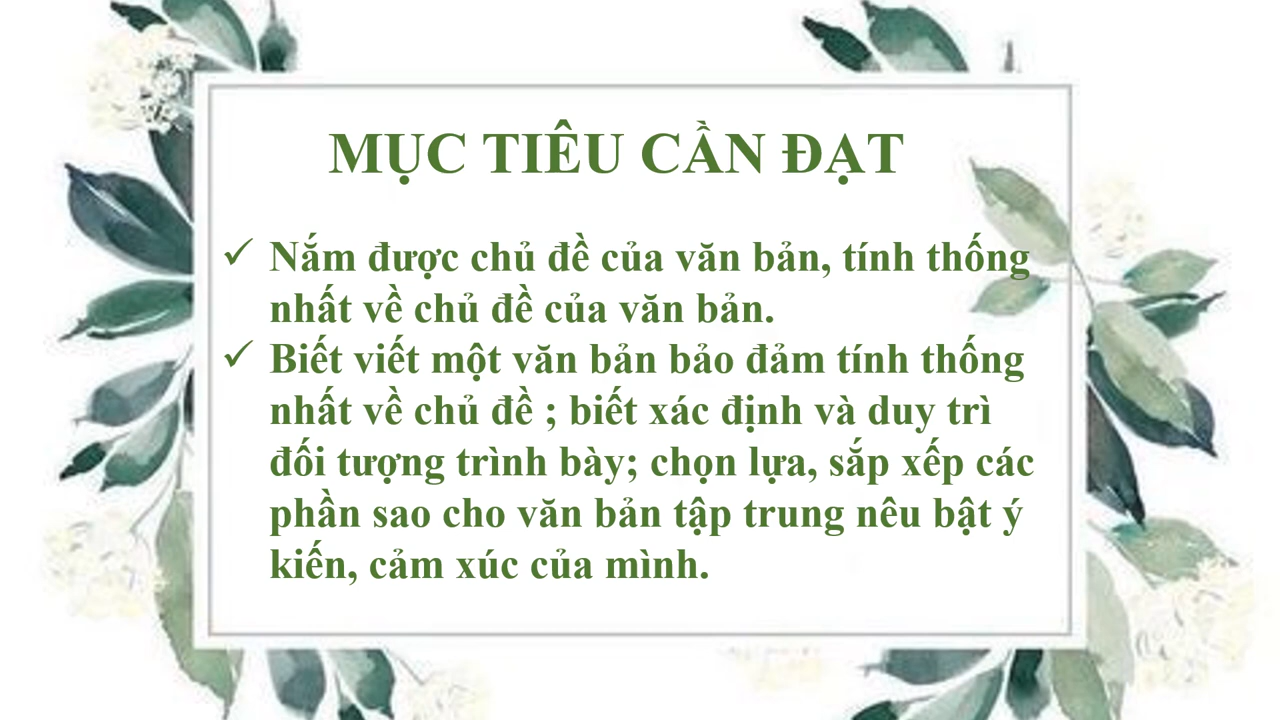 MỤC TIÊU CẦN ĐẠT
✓ Nắm được chủ đề của văn bản, tính thống
nhất về chủ đề của văn bản.
✓ Biết viết một văn bản bảo đảm tính thống
nhất về chủ đề ; biết xác định và duy trì
đối tượng trình bày; chọn lựa, sắp xếp các
phần sao cho văn bản tập trung nêu bật ý
kiến, cảm xúc của mình.